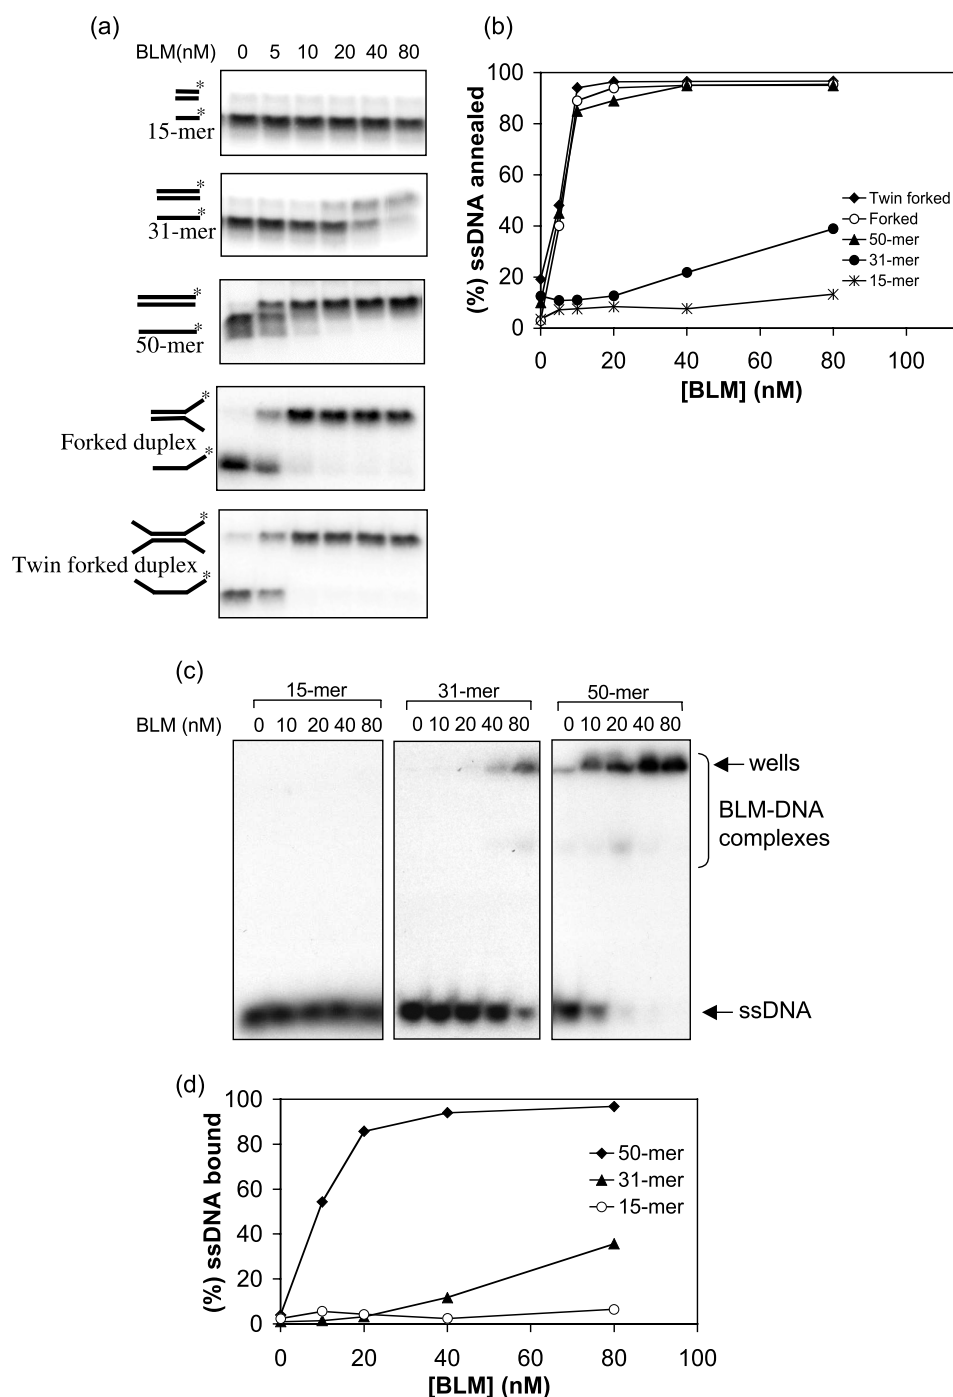 (a)
BLM(nM) 0 5 10 20 40 80
*
*
15-mer
*
*
31-mer
*
*
50-mer
*
Forked duplex
*
*
Twin forked duplex
*
(b)
100
80
60
40
20
0
(%) ssDNA annealed
Twin forked
Forked
50-mer
31-mer
15-mer
0 20 40 60 80 100
[BLM] (nM)
(c)
15-mer 31-mer 50-mer
BLM (nM) 0 10 20 40 80 0 10 20 40 80 0 10 20 40 80
wells
BLM-DNA
complexes
ssDNA
(d)
100
80
60
40
20
0
(%) ssDNA bound
50-mer
31-mer
15-mer
0 20 40 60 80 100
[BLM] (nM)